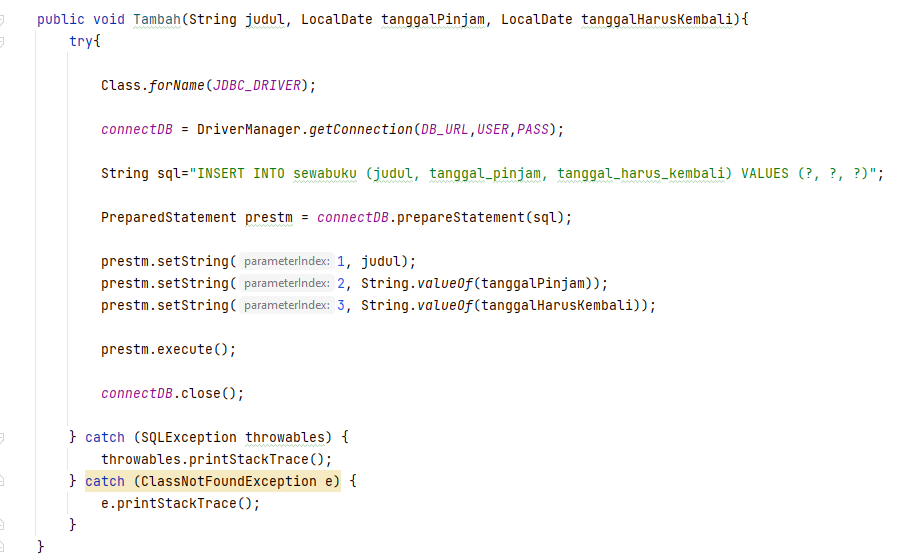 public void Tambah(String judul, LocalDate tanggalPinjam, LocalDate tanggalHarusKembali){
try{
Class.forName(JDBC_DRIVER);
connectDB = DriverManager.getConnection(DB_URL,USER,PASS);
String sql="INSERT INTO sewabuku (judul, tanggal_pinjam, tanggal_harus_kembali) VALUES (?, ?, ?)";
PreparedStatement prestm = connectDB.prepareStatement(sql);
prestm.setString( parameterIndex: 1, judul);
prestm.setString( parameterIndex: 2, String.valueOf(tanggalPinjam));
prestm.setString( parameterIndex: 3, String.valueOf(tanggalHarusKembali));
prestm.execute();
connectDB.close();
} catch (SQLException throwables) {
throwables.printStackTrace();
} catch (ClassNotFoundException e) {
e.printStackTrace();
}
}